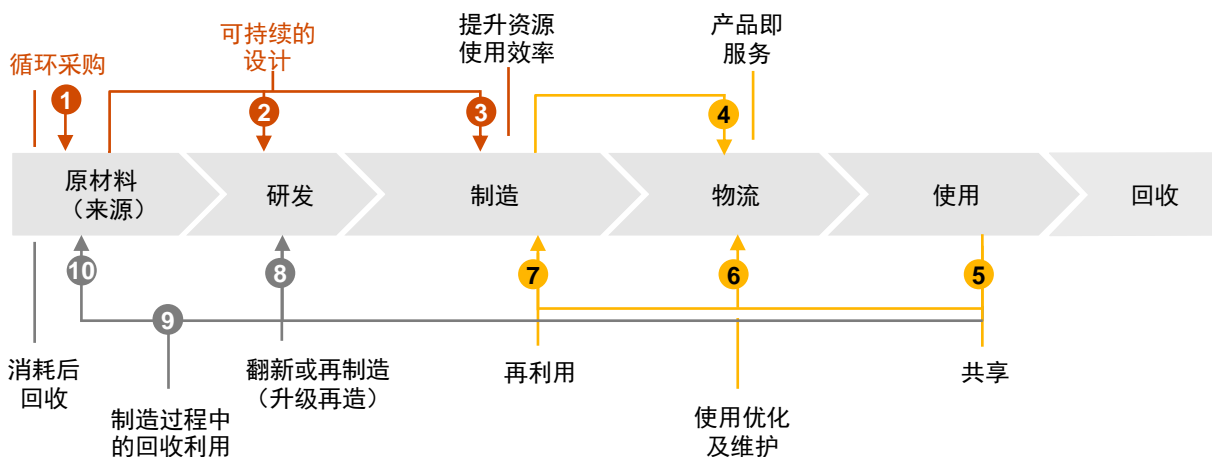 循环采购
可持续的
设计
提升资源
使用效率
产品即
服务
1
2
3
4
原材料
（来源）
研发
制造
物流
使用
回收
10
8
7
6
5
9
消耗后
回收
制造过程中
的回收利用
翻新或再制造
（升级再造）
再利用
使用优化
及维护
共享